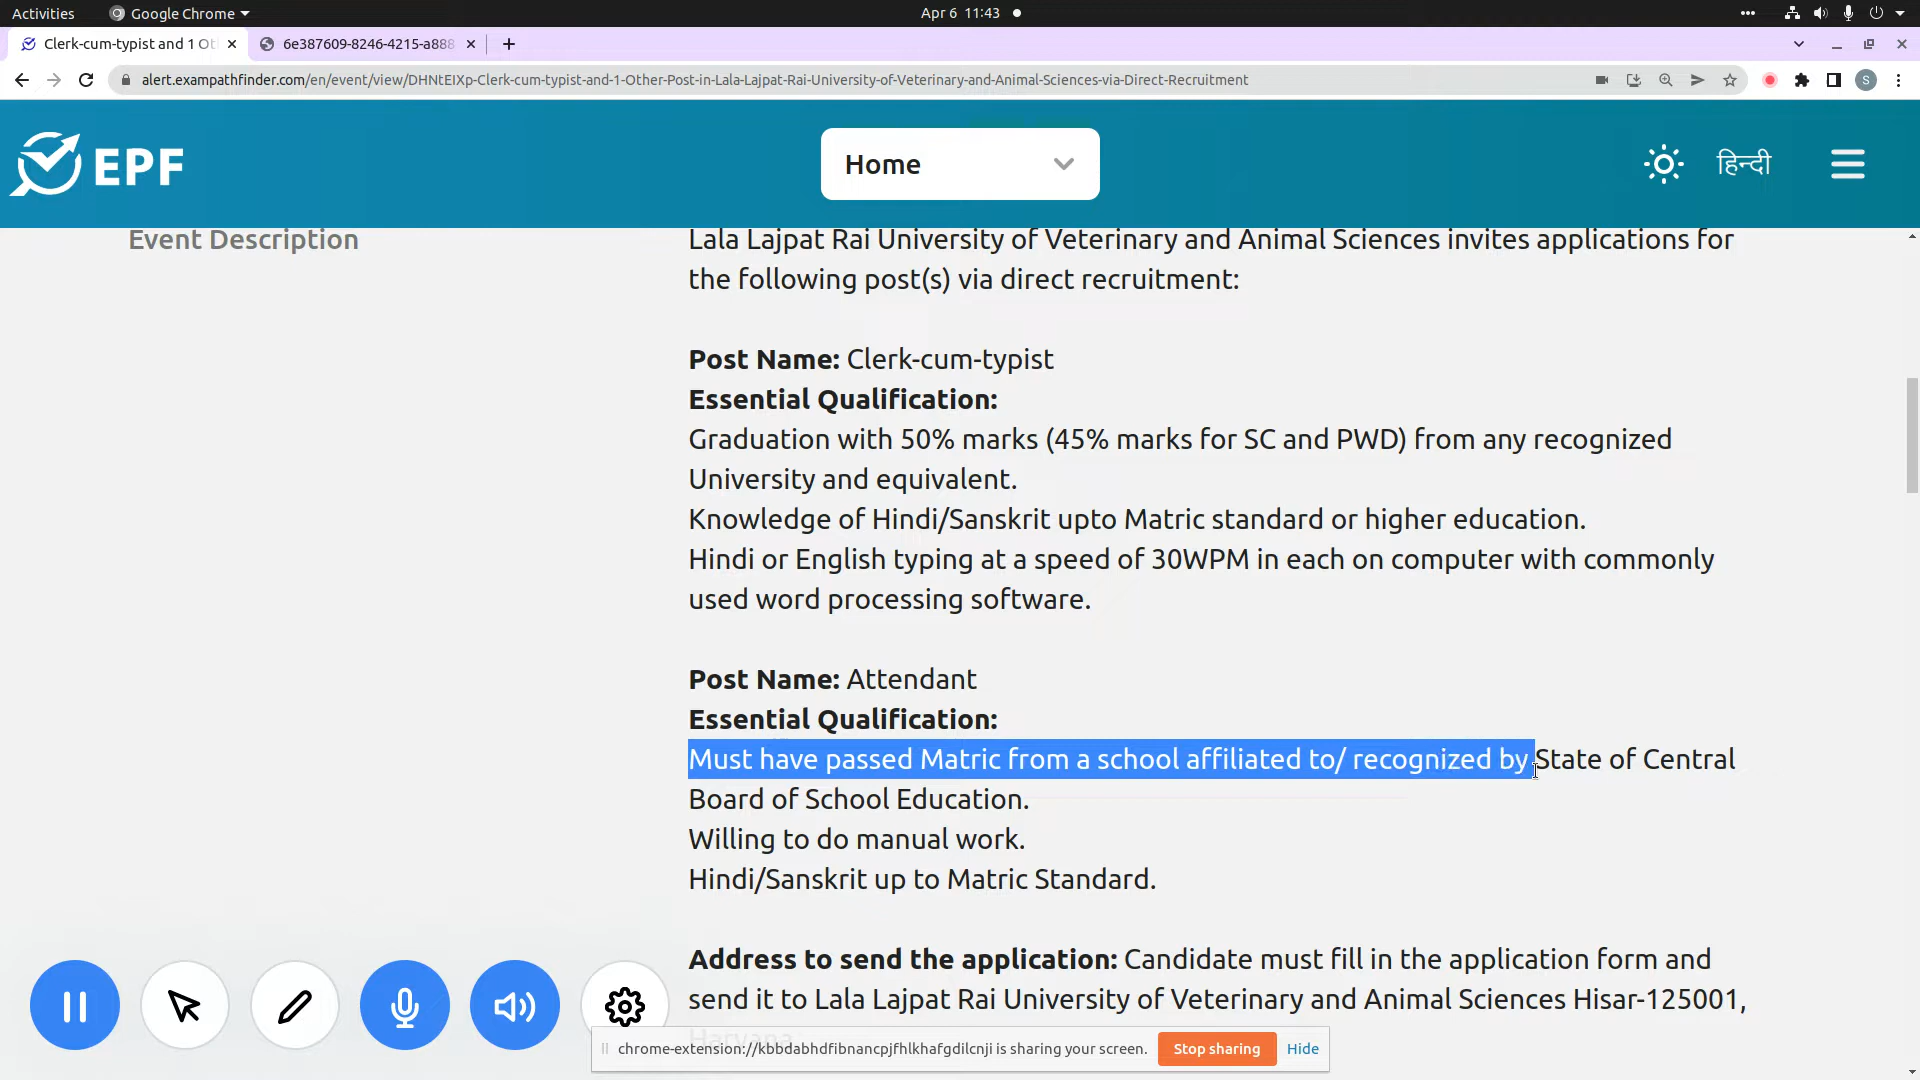 Activities Google Chrome Apr 6 11:43
Clerk-cum-typist and 1 Ot 6e387609-8246-4215-a888
alert.exampathfinder.com/en/event/view/DHNtEIXp-Clerk-cum-typist-and-1-Other-Post-in-Lala-Lajpat-Rai-University-of-Veterinary-and-Animal-Sciences-via-Direct-Recruitment
S
EPF Home हिन्दी
Event Description
Lala Lajpat Rai University of Veterinary and Animal Sciences invites applications for
the following post(s) via direct recruitment:
Post Name: Clerk-cum-typist
Essential Qualification:
Graduation with 50% marks (45% marks for SC and PWD) from any recognized
University and equivalent.
Knowledge of Hindi/Sanskrit upto Matric standard or higher education.
Hindi or English typing at a speed of 30WPM in each on computer with commonly
used word processing software.
Post Name: Attendant
Essential Qualification:
Must have passed Matric from a school affiliated to/ recognized by State of Central
Board of School Education.
Willing to do manual work.
Hindi/Sanskrit up to Matric Standard.
Address to send the application: Candidate must fill in the application form and
send it to Lala Lajpat Rai University of Veterinary and Animal Sciences Hisar-125001,
Haryana
chrome-extension://kbbdabhdfibnancpjfhlkhafgdilcnji is sharing your screen. Stop sharing Hide